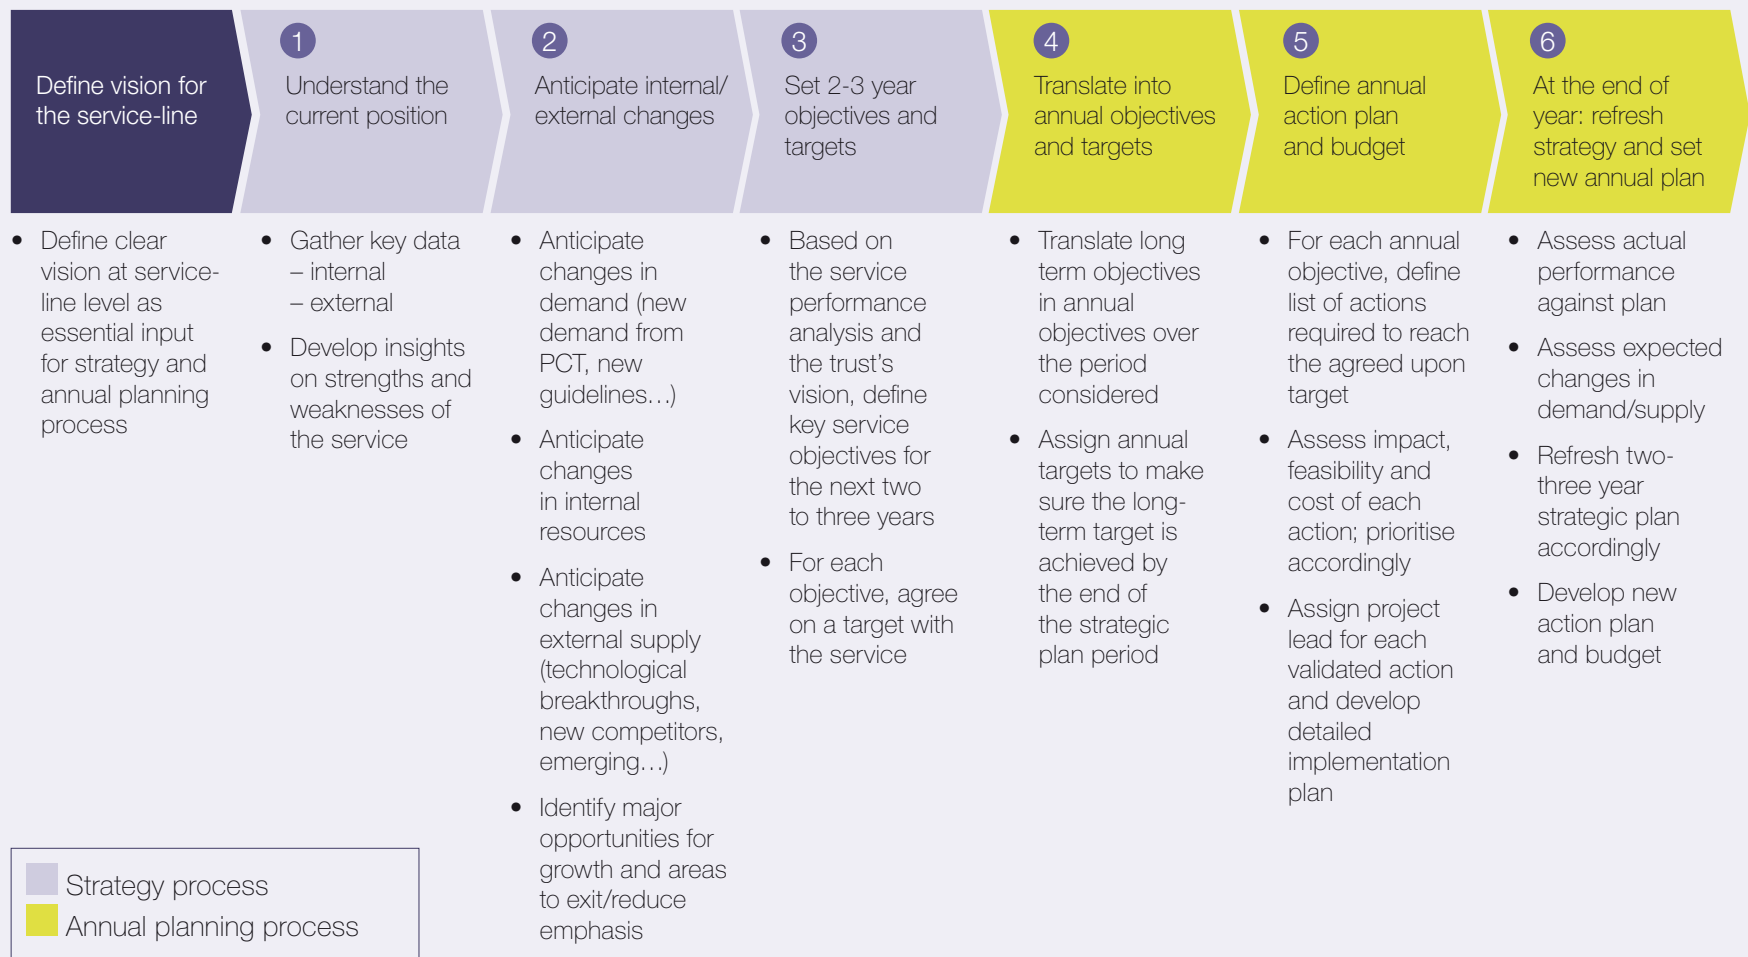 Define vision for
the service-line
1
Understand the
current position
2
Anticipate internal/
external changes
3
Set 2-3 year
objectives and
targets
4
Translate into
annual objectives
and targets
5
Define annual
action plan
and budget
6
At the end of
year: refresh
strategy and set
new annual plan
• Define clear
vision at service-
line level as
essential input
for strategy and
annual planning
process
• Gather key data
– internal
– external
• Develop insights
on strengths and
weaknesses of
the service
• Anticipate
changes in
demand (new
demand from
PCT, new
guidelines…)
• Anticipate
changes
in internal
resources
• Anticipate
changes in
external supply
(technological
breakthroughs,
new competitors,
emerging…)
• Identify major
opportunities for
growth and areas
to exit/reduce
emphasis
• Based on
the service
performance
analysis and
the trust's
vision, define
key service
objectives for
the next two
to three years
• For each
objective, agree
on a target with
the service
• Translate long
term objectives
in annual
objectives over
the period
considered
• Assign annual
targets to make
sure the long-
term target is
achieved by
the end of
the strategic
plan period
• For each annual
objective, define
list of actions
required to reach
the agreed upon
target
• Assess impact,
feasibility and
cost of each
action; prioritise
accordingly
• Assign project
lead for each
validated action
and develop
detailed
implementation
plan
• Assess actual
performance
against plan
• Assess expected
changes in
demand/supply
• Refresh two-
three year
strategic plan
accordingly
• Develop new
action plan
and budget
Strategy process
Annual planning process